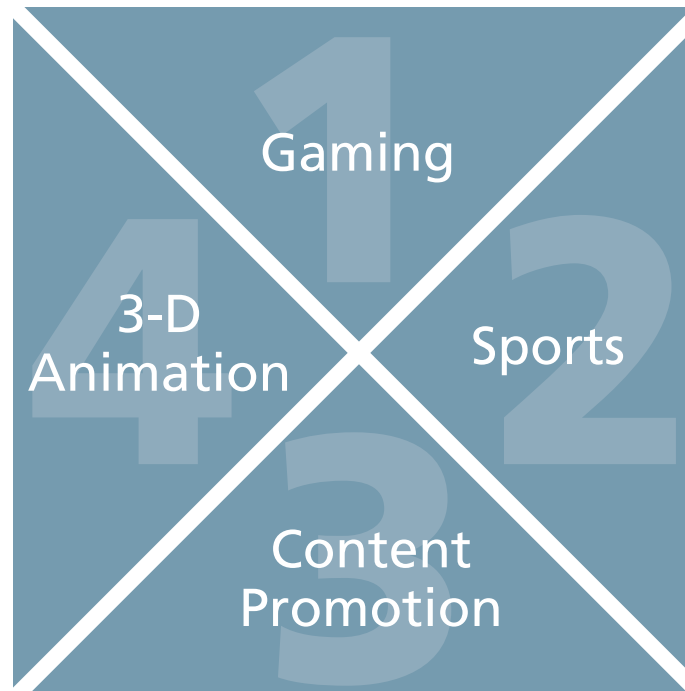 1
Gaming
2
Sports
3
Content
Promotion
4
3-D
Animation